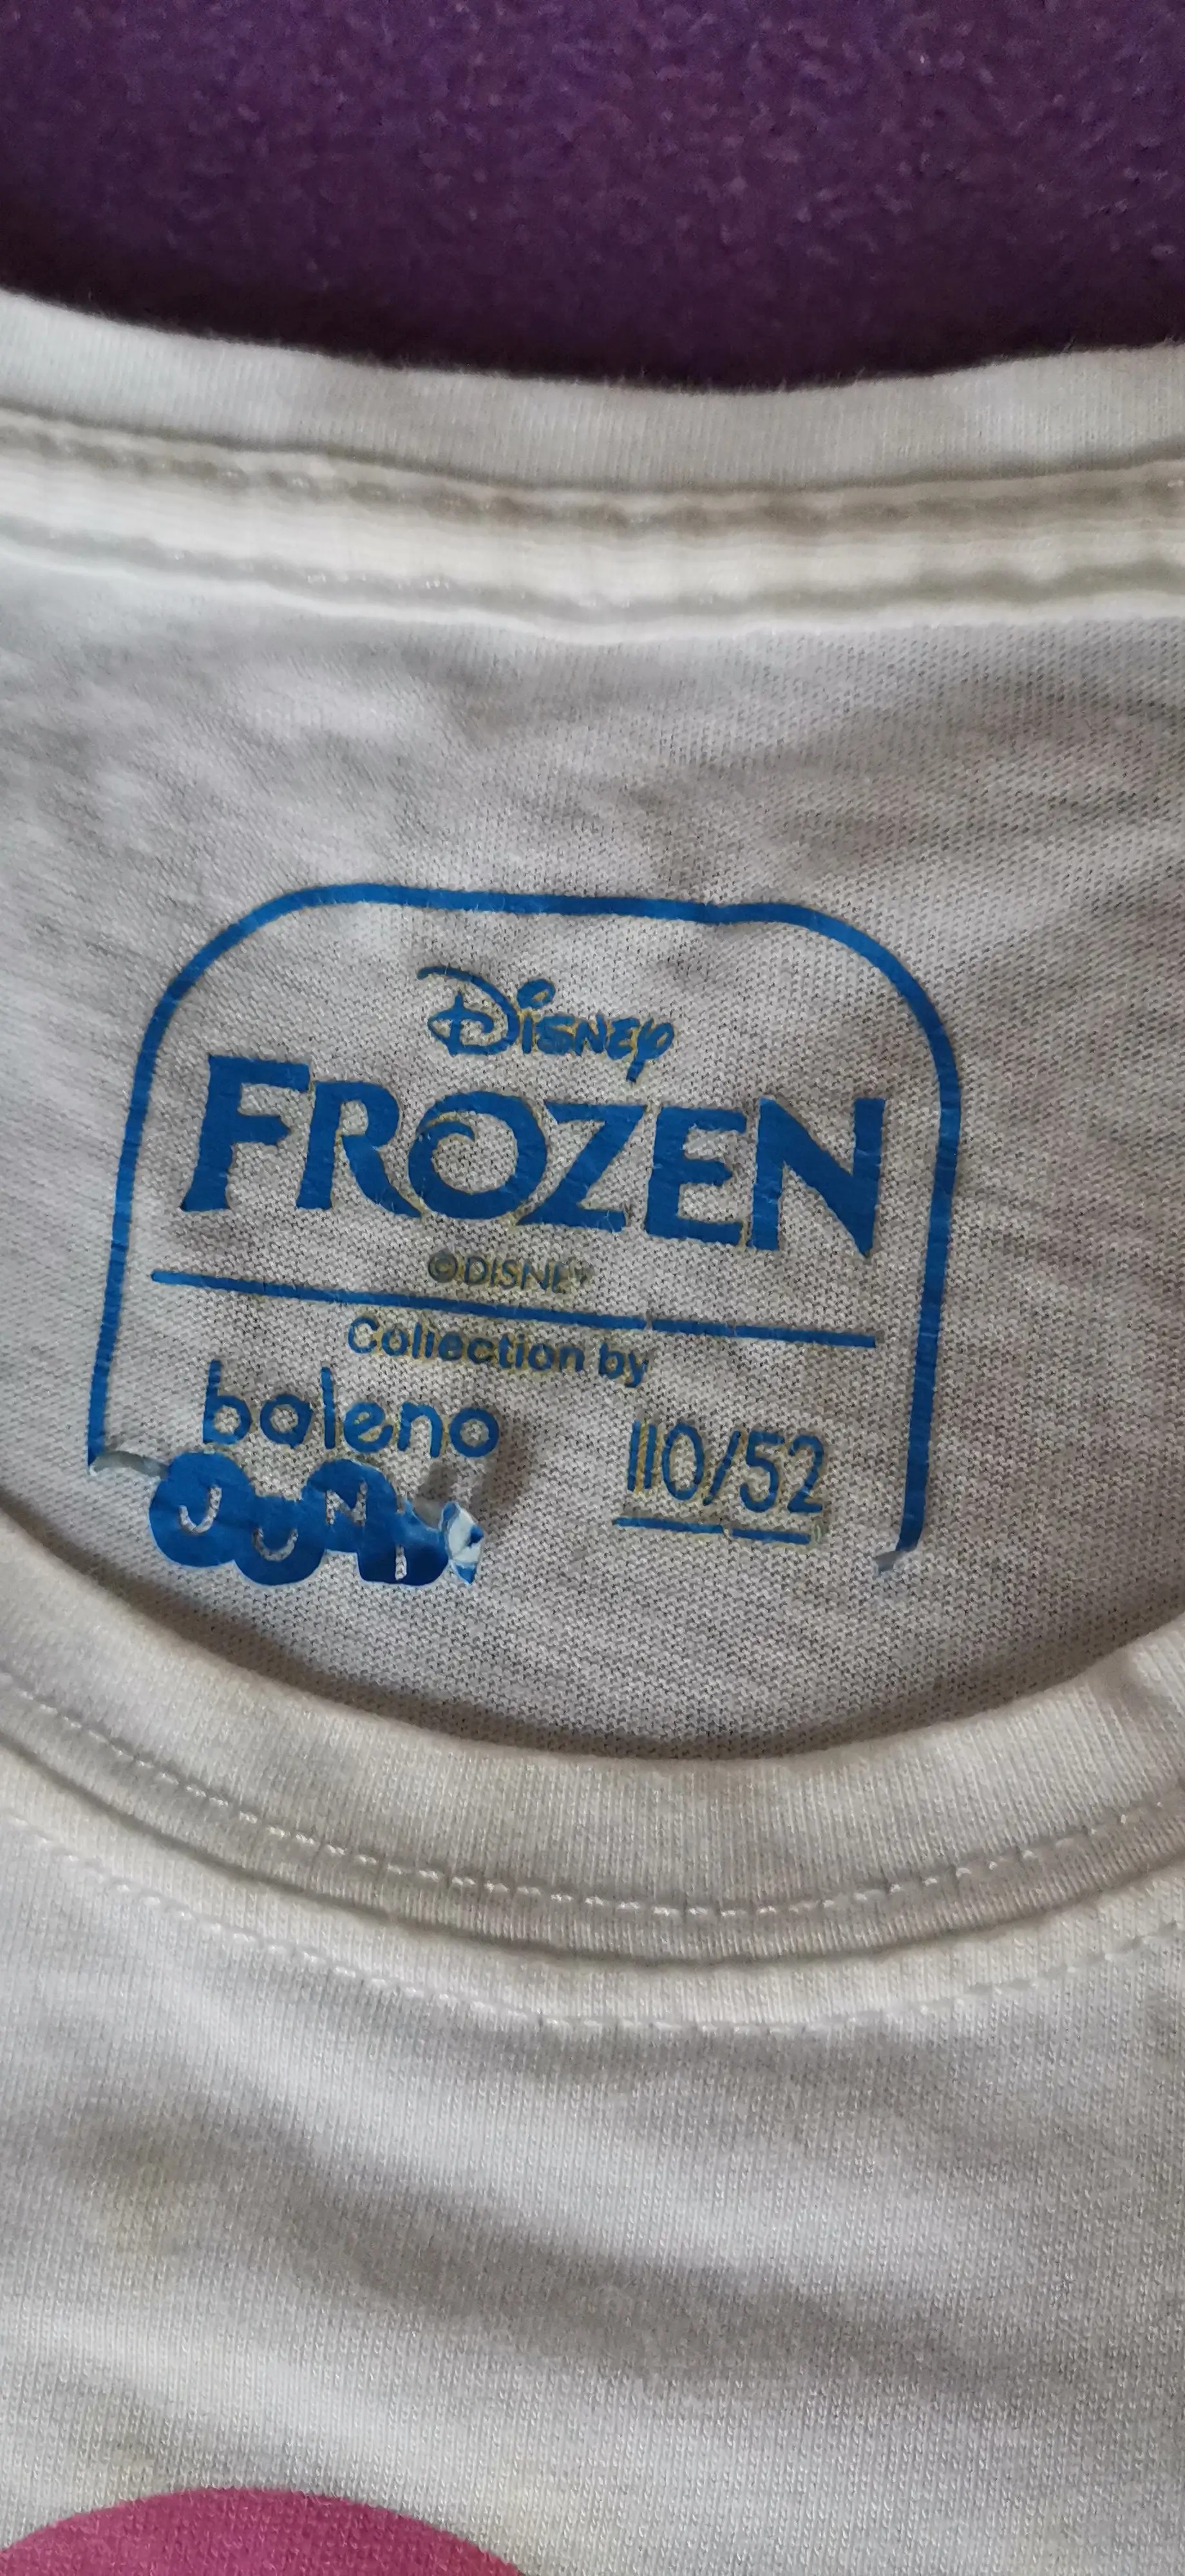 Disney
FROZEN
©DISNEY
Collection by
baleno 110/52